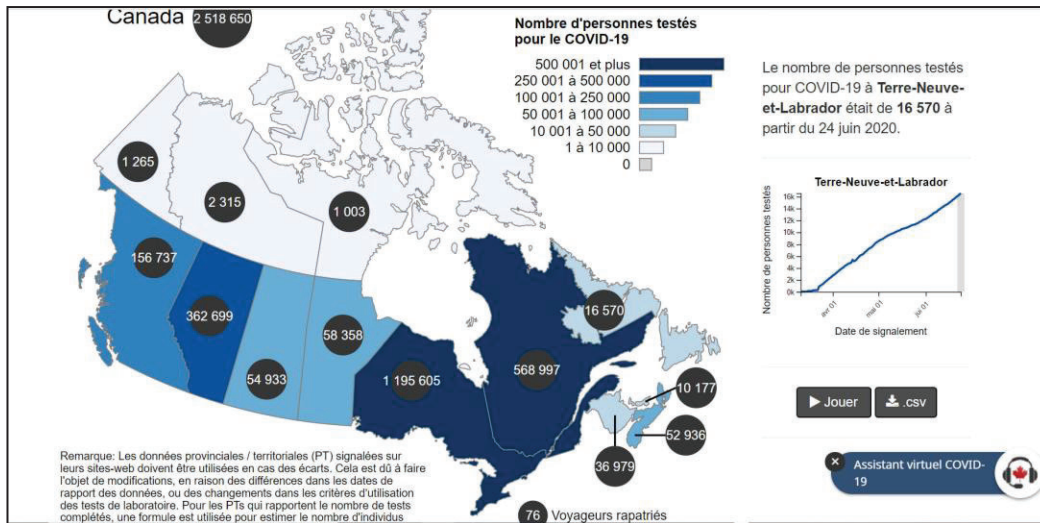 Canada
2 518 650
Nombre d'personnes testés
pour le COVID-19
500 001 et plus
250 001 à 500 000
100 001 à 250 000
50 001 à 100 000
10 001 à 50 000
1 à 10 000
0
1 265
2 315
1 003
156 737
362 699
54 933
58 358
1 195 605
568 997
16 570
10 177
52 936
36 979
76 Voyageurs rapatriés
Remarque: Les données provinciales / territoriales (PT) signalées sur
leurs sites-web doivent être utilisées en cas des écarts. Cela est dû à faire
l'objet de modifications, en raison des différences dans les dates de
rapport des données, ou des changements dans les critères d'utilisation
des tests de laboratoire. Pour les PTs qui rapportent le nombre de tests
complétés, une formule est utilisée pour estimer le nombre d'individus
Le nombre de personnes testés
pour COVID-19 à Terre-Neuve-
et-Labrador était de 16 570 à
partir du 24 juin 2020.
Terre-Neuve-et-Labrador
Nombre de personnes testés
16k
14k
12k
10k
8k
6k
4k
2k
0k
avr 01
mai 01
jui 01
Date de signalement
Jouer
.csv
Assistant virtuel COVID-
19